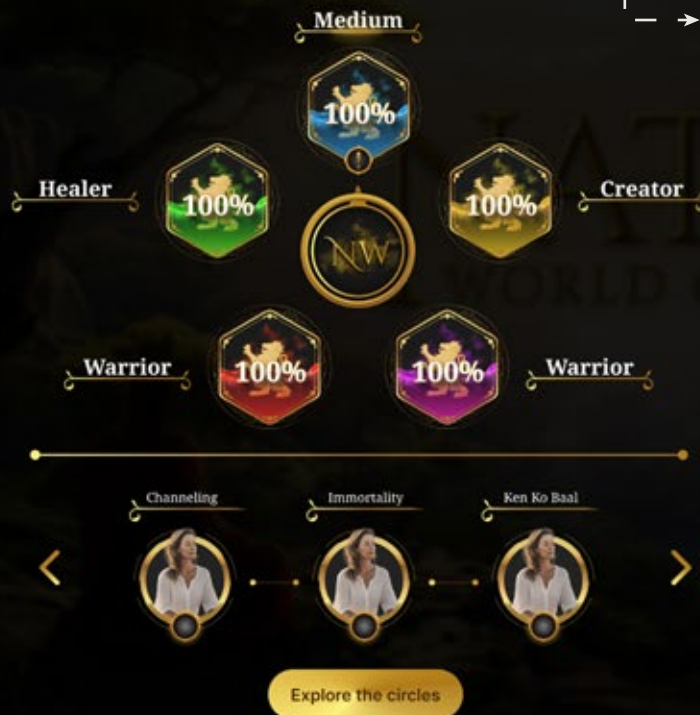 Medium
100%
Healer
100%
100%
Creator
NW
Warrior
100%
100%
Warrior
Channeling
Immortality
Ken Ko Baal
Explore the circles
WORLD